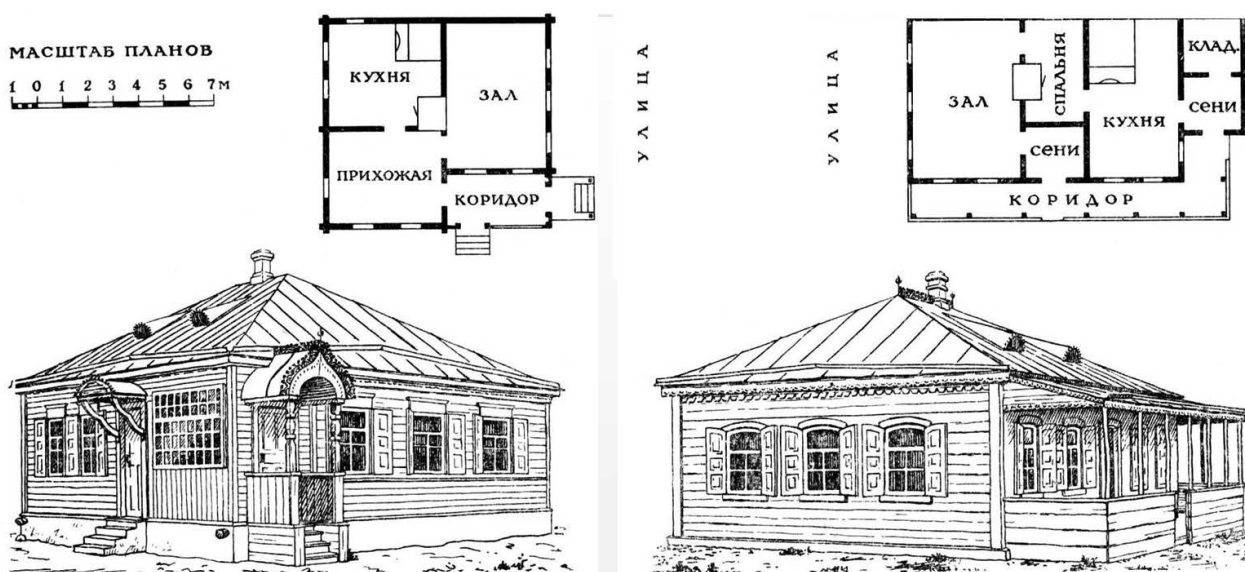 МАСШТАБ ПЛАНОВ
1 0 1 2 3 4 5 6 7М
КУХНЯ
ЗАЛ
ПРИХОЖАЯ
КОРИДОР
УЛИЦА
УЛИЦА
ЗАЛ
СПАЛЬНЯ
КУХНЯ
КЛАД.
СЕНИ
СЕНИ
КОРИДОР